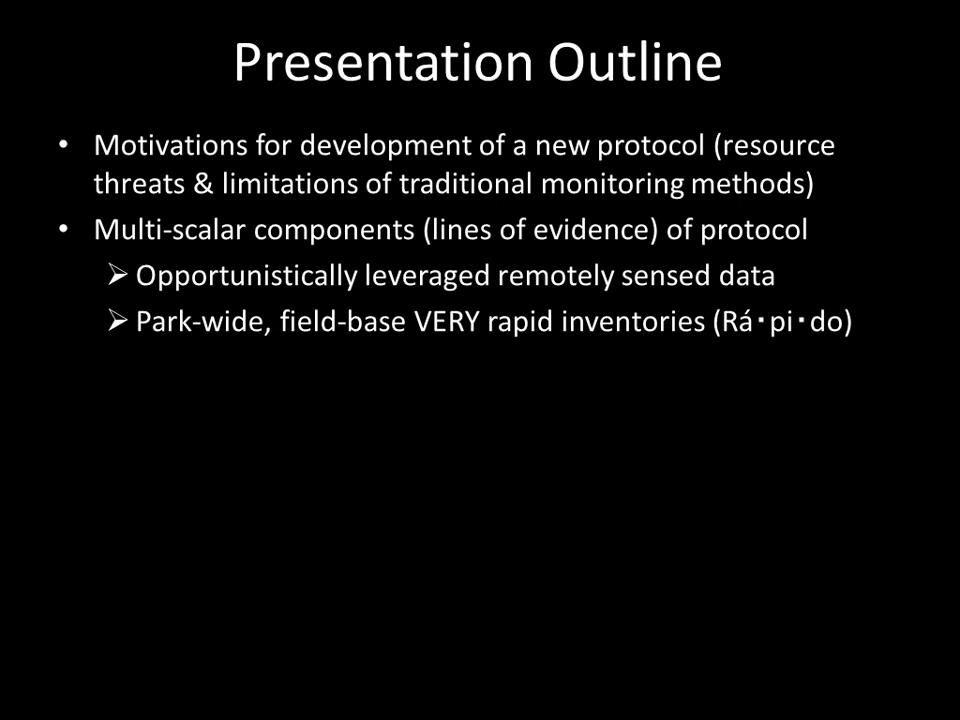 Presentation Outline
• Motivations for development of a new protocol (resource
threats & limitations of traditional monitoring methods)
• Multi-scalar components (lines of evidence) of protocol
➢ Opportunistically leveraged remotely sensed data
➢ Park-wide, field-base VERY rapid inventories (Rá･pi･do)